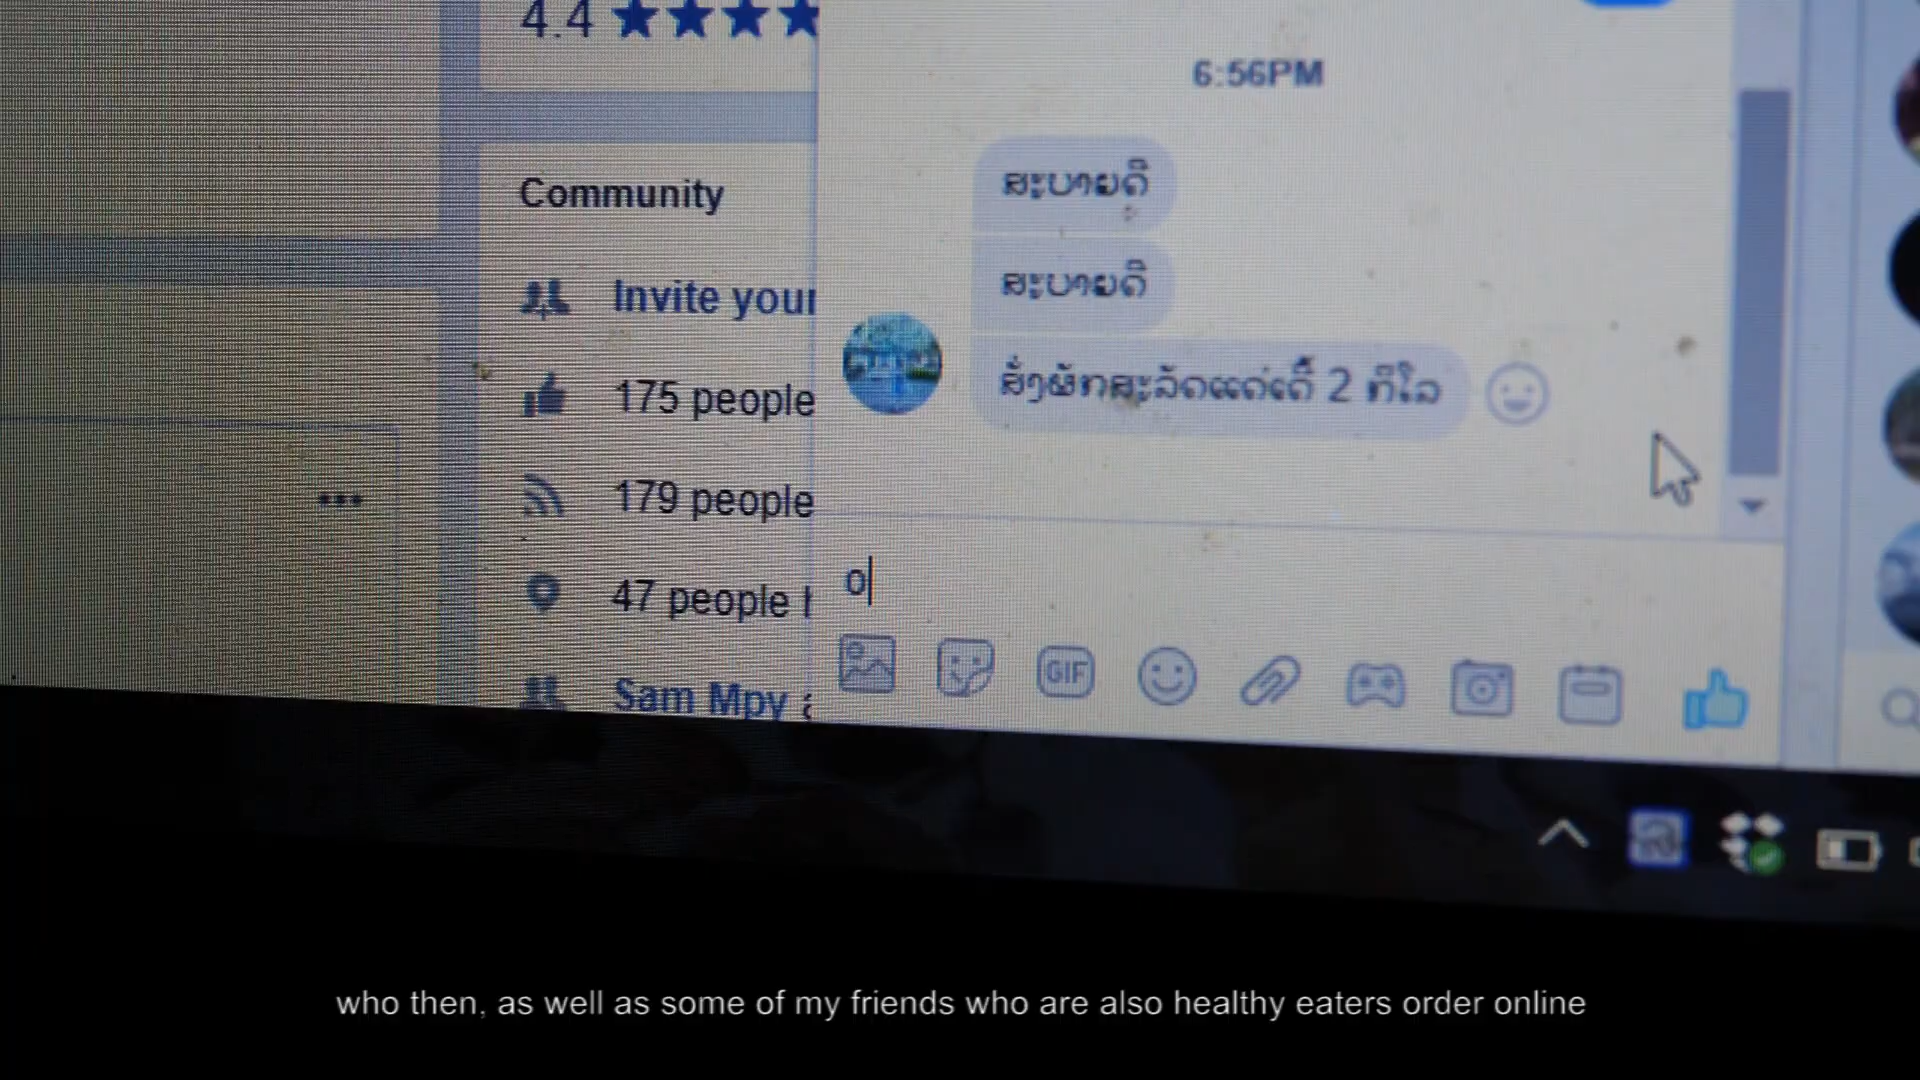 4.4
Community
Invite your
175 people
179 people
47 people
Sam Mpy
6:56PM
ສະບາຍດີ
ສະບາຍດີ
ສັ່ງຜັກສະລັດແດ່ເດີ້ 2 ກິໂລ
o
GIF
who then, as well as some of my friends who are also healthy eaters order online